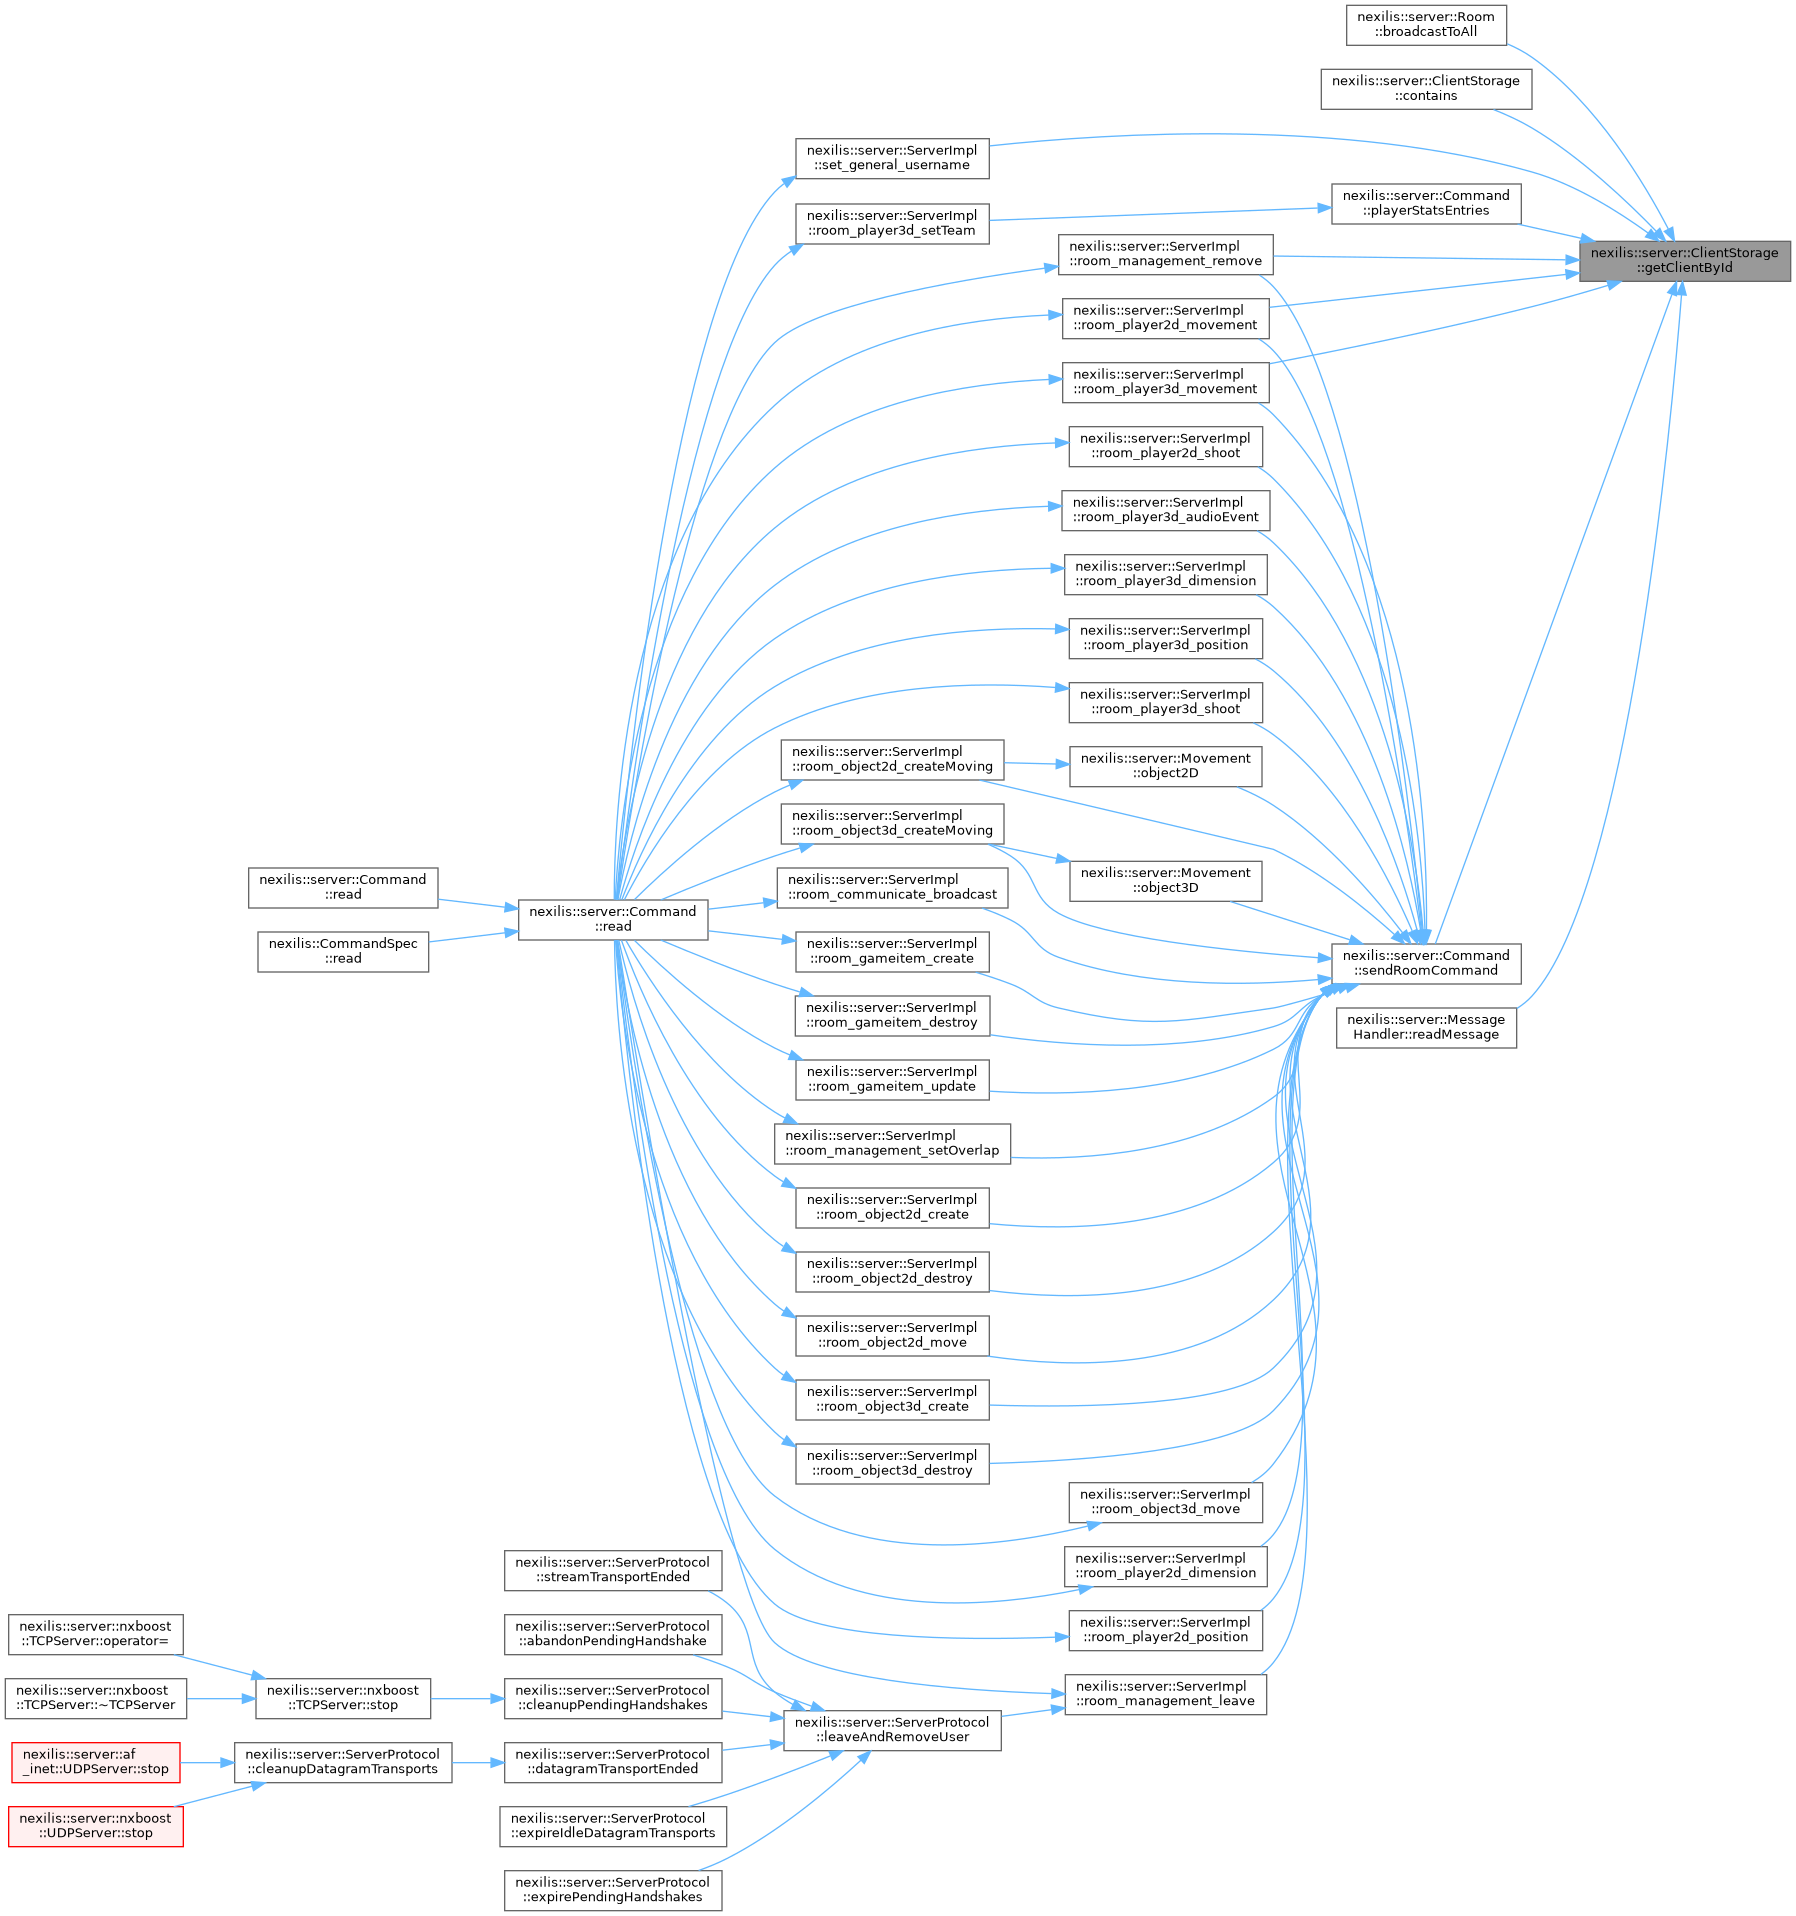 nexilis::server::Room
::broadcastToAll
nexilis::server::ClientStorage
::contains
nexilis::server::ServerImpl
::set_general_username
nexilis::server::Command
::playerStatsEntries
nexilis::server::ServerImpl
::room_player3d_setTeam
nexilis::server::ServerImpl
::room_management_remove
nexilis::server::ClientStorage
::getClientById
nexilis::server::ServerImpl
::room_player2d_movement
nexilis::server::ServerImpl
::room_player3d_movement
nexilis::server::ServerImpl
::room_player2d_shoot
nexilis::server::ServerImpl
::room_player3d_audioEvent
nexilis::server::ServerImpl
::room_player3d_dimension
nexilis::server::ServerImpl
::room_player3d_position
nexilis::server::ServerImpl
::room_player3d_shoot
nexilis::server::ServerImpl
::room_object2d_createMoving
nexilis::server::Movement
::object2D
nexilis::server::ServerImpl
::room_object3d_createMoving
nexilis::server::Movement
::object3D
nexilis::server::Command
::read
nexilis::server::ServerImpl
::room_communicate_broadcast
nexilis::server::Command
::read
nexilis::CommandSpec
::read
nexilis::server::ServerImpl
::room_gameitem_create
nexilis::server::Command
::sendRoomCommand
nexilis::server::ServerImpl
::room_gameitem_destroy
nexilis::server::Message
Handler::readMessage
nexilis::server::ServerImpl
::room_gameitem_update
nexilis::server::ServerImpl
::room_management_setOverlap
nexilis::server::ServerImpl
::room_object2d_create
nexilis::server::ServerImpl
::room_object2d_destroy
nexilis::server::ServerImpl
::room_object2d_move
nexilis::server::ServerImpl
::room_object3d_create
nexilis::server::ServerImpl
::room_object3d_destroy
nexilis::server::ServerImpl
::room_object3d_move
nexilis::server::ServerProtocol
::streamTransportEnded
nexilis::server::ServerImpl
::room_player2d_dimension
nexilis::server::nxboost
::TCPServer::operator=
nexilis::server::ServerProtocol
::abandonPendingHandshake
nexilis::server::ServerImpl
::room_player2d_position
nexilis::server::nxboost
::TCPServer::~TCPServer
nexilis::server::nxboost
::TCPServer::stop
nexilis::server::ServerProtocol
::cleanupPendingHandshakes
nexilis::server::ServerImpl
::room_management_leave
nexilis::server::ServerProtocol
::leaveAndRemoveUser
nexilis::server::af
_inet::UDPServer::stop
nexilis::server::ServerProtocol
::cleanupDatagramTransports
nexilis::server::ServerProtocol
::datagramTransportEnded
nexilis::server::nxboost
::UDPServer::stop
nexilis::server::ServerProtocol
::expireIdleDatagramTransports
nexilis::server::ServerProtocol
::expirePendingHandshakes